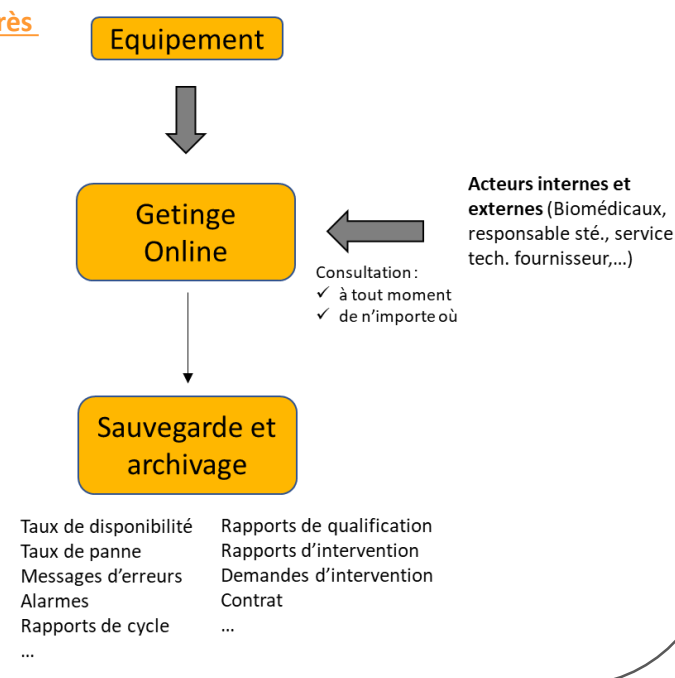 rès
Equipement
Getinge
Online
Acteurs internes et
externes (Biomédicaux,
responsable sté., service
tech. fournisseur,...)
Consultation :
✓ à tout moment
✓ de n’importe où
Sauvegarde et
archivage
Taux de disponibilité
Taux de panne
Messages d’erreurs
Alarmes
Rapports de cycle
...
Rapports de qualification
Rapports d’intervention
Demandes d’intervention
Contrat
...